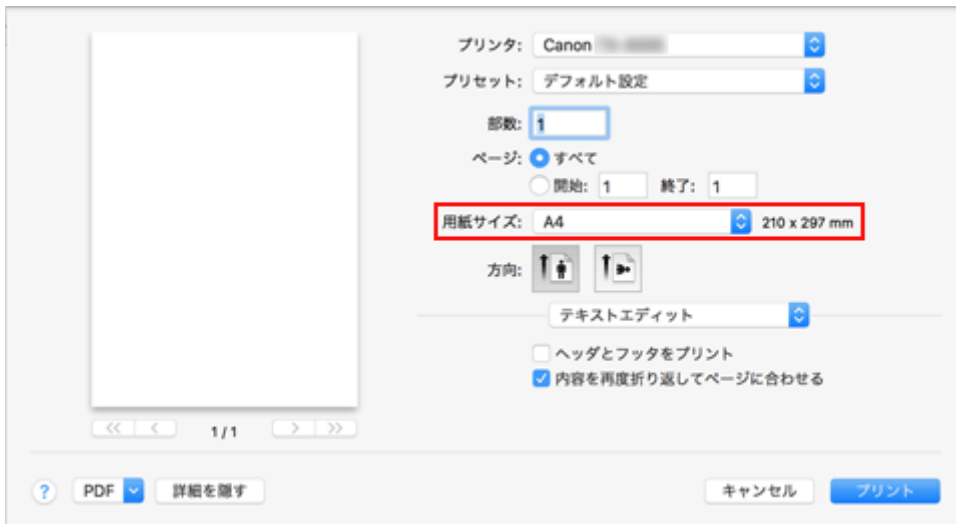 プリンタ: Canon
プリセット: デフォルト設定
部数: 1
ページ: すべて
開始: 1 終了: 1
用紙サイズ: A4 210 x 297 mm
方向:
テキストエディット
ヘッダとフッタをプリント
内容を再度折り返してページに合わせる
1 / 1
? PDF 詳細を隠す キャンセル プリント